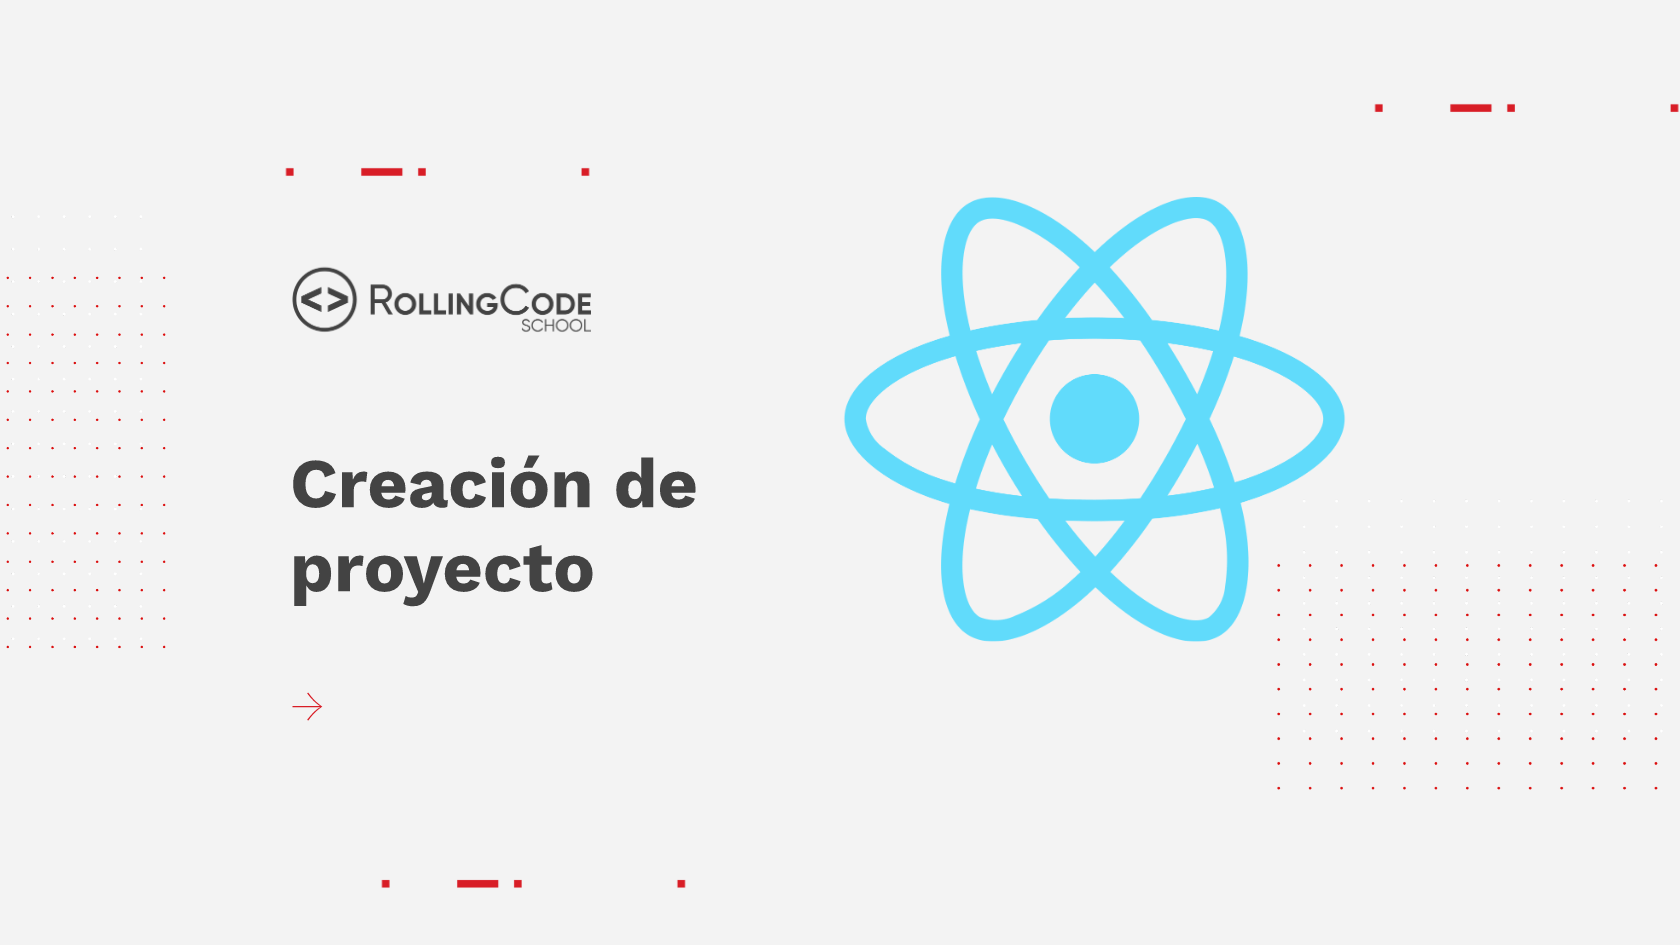 <> ROLLINGCODE
SCHOOL
Creación de
proyecto